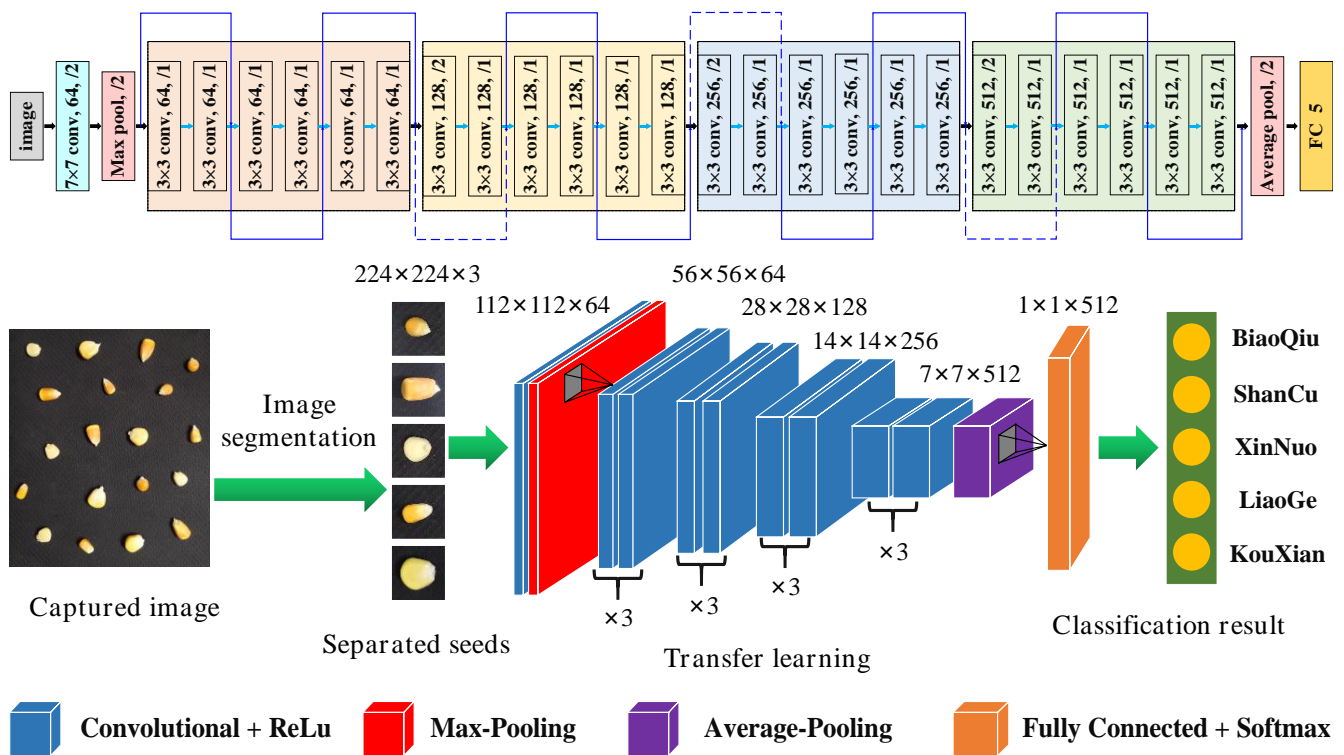 image
7×7 conv, 64, /2
Max pool, /2
3×3 conv, 64, /1
3×3 conv, 64, /1
3×3 conv, 64, /1
3×3 conv, 64, /1
3×3 conv, 64, /1
3×3 conv, 64, /1
3×3 conv, 128, /2
3×3 conv, 128, /1
3×3 conv, 128, /1
3×3 conv, 128, /1
3×3 conv, 128, /1
3×3 conv, 128, /1
3×3 conv, 256, /2
3×3 conv, 256, /1
3×3 conv, 256, /1
3×3 conv, 256, /1
3×3 conv, 256, /1
3×3 conv, 256, /1
3×3 conv, 512, /2
3×3 conv, 512, /1
3×3 conv, 512, /1
3×3 conv, 512, /1
3×3 conv, 512, /1
3×3 conv, 512, /1
Average pool, /2
FC 5
224×224×3
112×112×64
56×56×64
28×28×128
14×14×256
7×7×512
1×1×512
Image
segmentation
×3
×3
×3
×3
BiaoQiu
ShanCu
XinNuo
LiaoGe
KouXian
Captured image
Separated seeds
Transfer learning
Classification result
Convolutional + ReLu
Max-Pooling
Average-Pooling
Fully Connected + Softmax